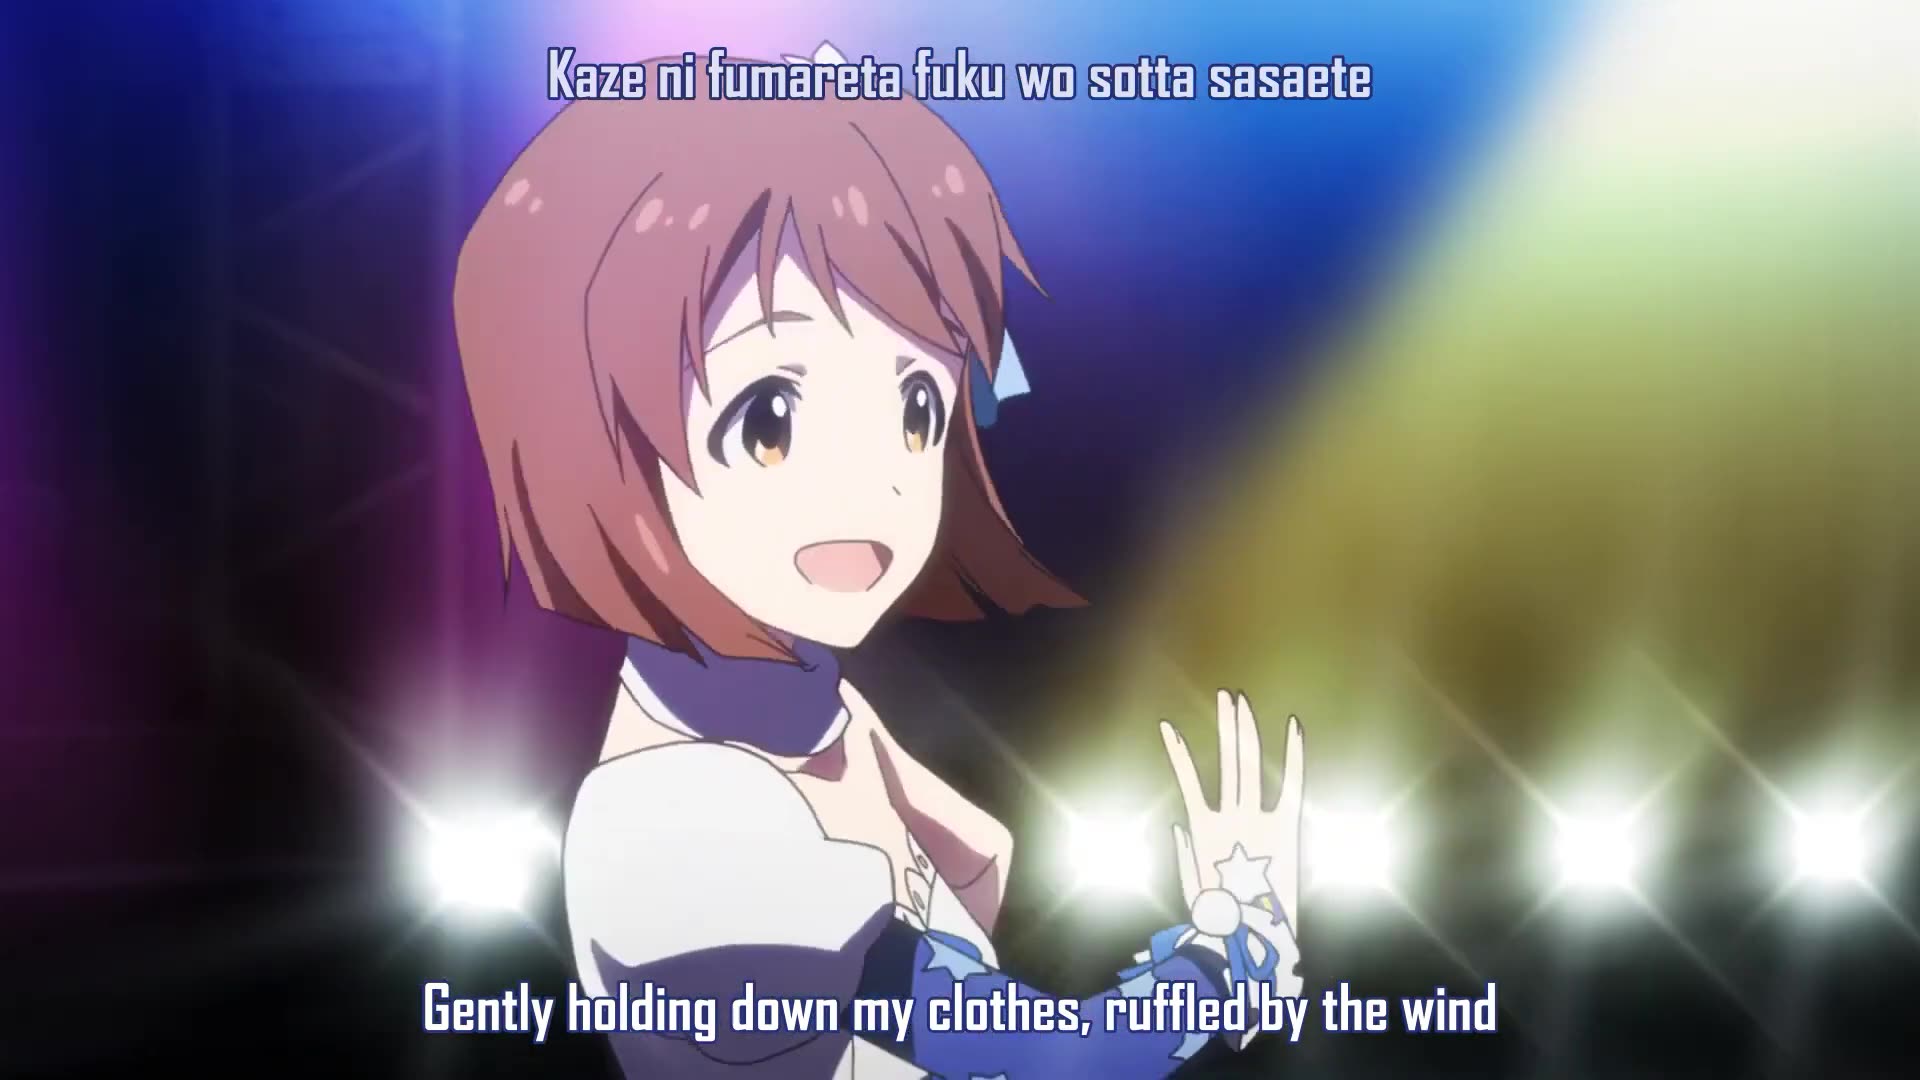 Kaze ni fumareta fuku wo sotta sasaete
Gently holding down my clothes, ruffled by the wind